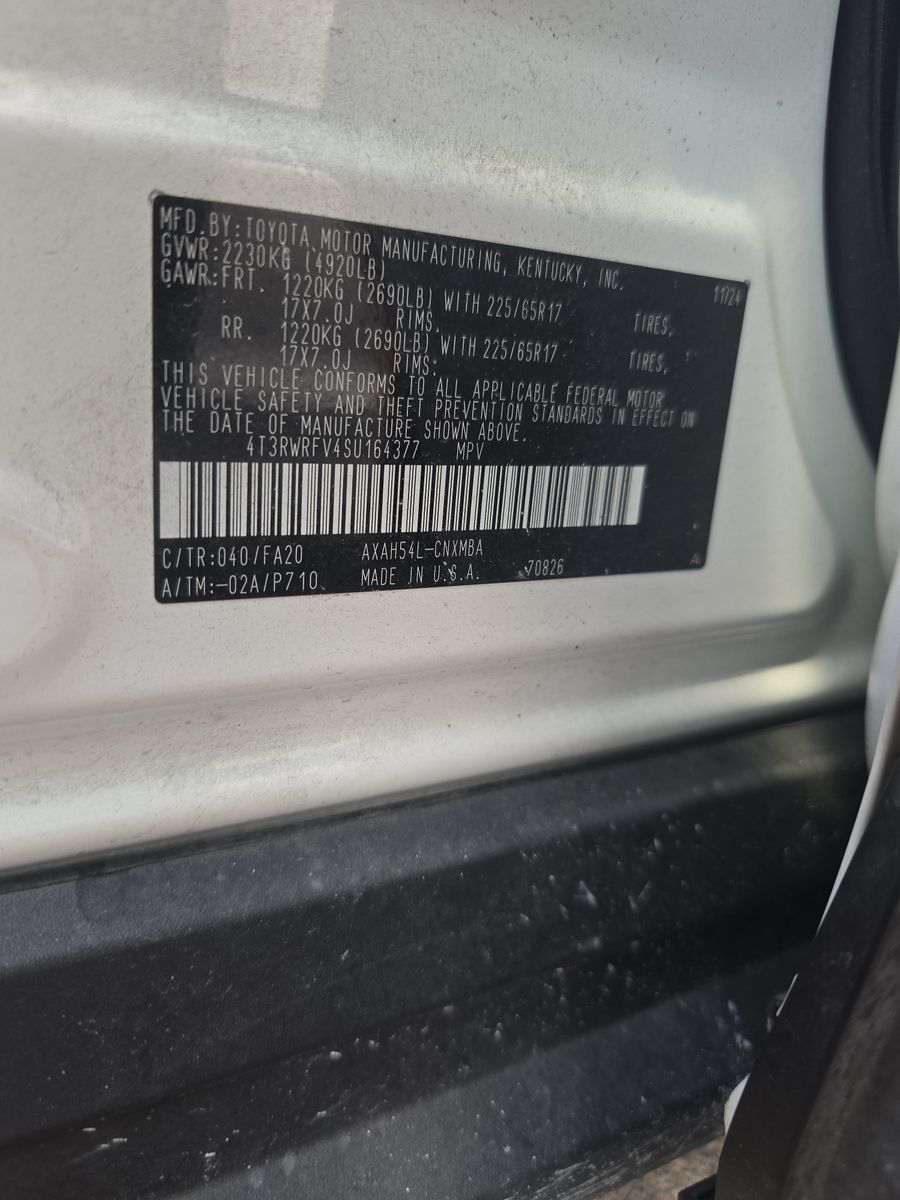 MFD.BY:TOYOTA MOTOR MANUFACTURING, KENTUCKY, INC.
GVWR:2230KG (4920LB) 11/24
GAWR:FRT. 1220KG (2690LB) WITH 225/65R17 TIRES,
17X7.0J RIMS,
RR. 1220KG (2690LB) WITH 225/65R17 TIRES,
17X7.0J RIMS.
THIS VEHICLE CONFORMS TO ALL APPLICABLE FEDERAL MOTOR
VEHICLE SAFETY AND THEFT PREVENTION STANDARDS IN EFFECT ON
THE DATE OF MANUFACTURE SHOWN ABOVE.
4T3RWRFV4SU164377 MPV
C/TR:040/FA20 AXAH54L-CNXMBA
A/TM:-02A/P710 MADE IN U.S.A. 70826
A